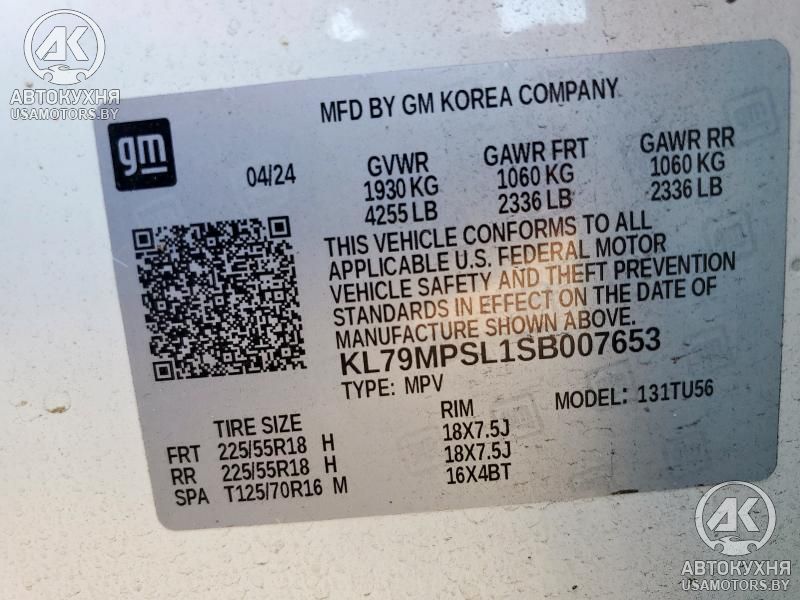 АК
АВТОКУХНЯ
USAMOTORS.BY
MFD BY GM KOREA COMPANY
gm
04/24
GVWR
1930 KG
4255 LB
GAWR FRT
1060 KG
2336 LB
GAWR RR
1060 KG
2336 LB
THIS VEHICLE CONFORMS TO ALL
APPLICABLE U.S. FEDERAL MOTOR
VEHICLE SAFETY AND THEFT PREVENTION
STANDARDS IN EFFECT ON THE DATE OF
MANUFACTURE SHOWN ABOVE.
KL79MPSL1SB007653
TYPE: MPV
MODEL: 131TU56
TIRE SIZE
RIM
FRT 225/55R18 H 18X7.5J
RR 225/55R18 H 18X7.5J
SPA T125/70R16 M 16X4BT
АК
АВТОКУХНЯ
USAMOTORS.BY